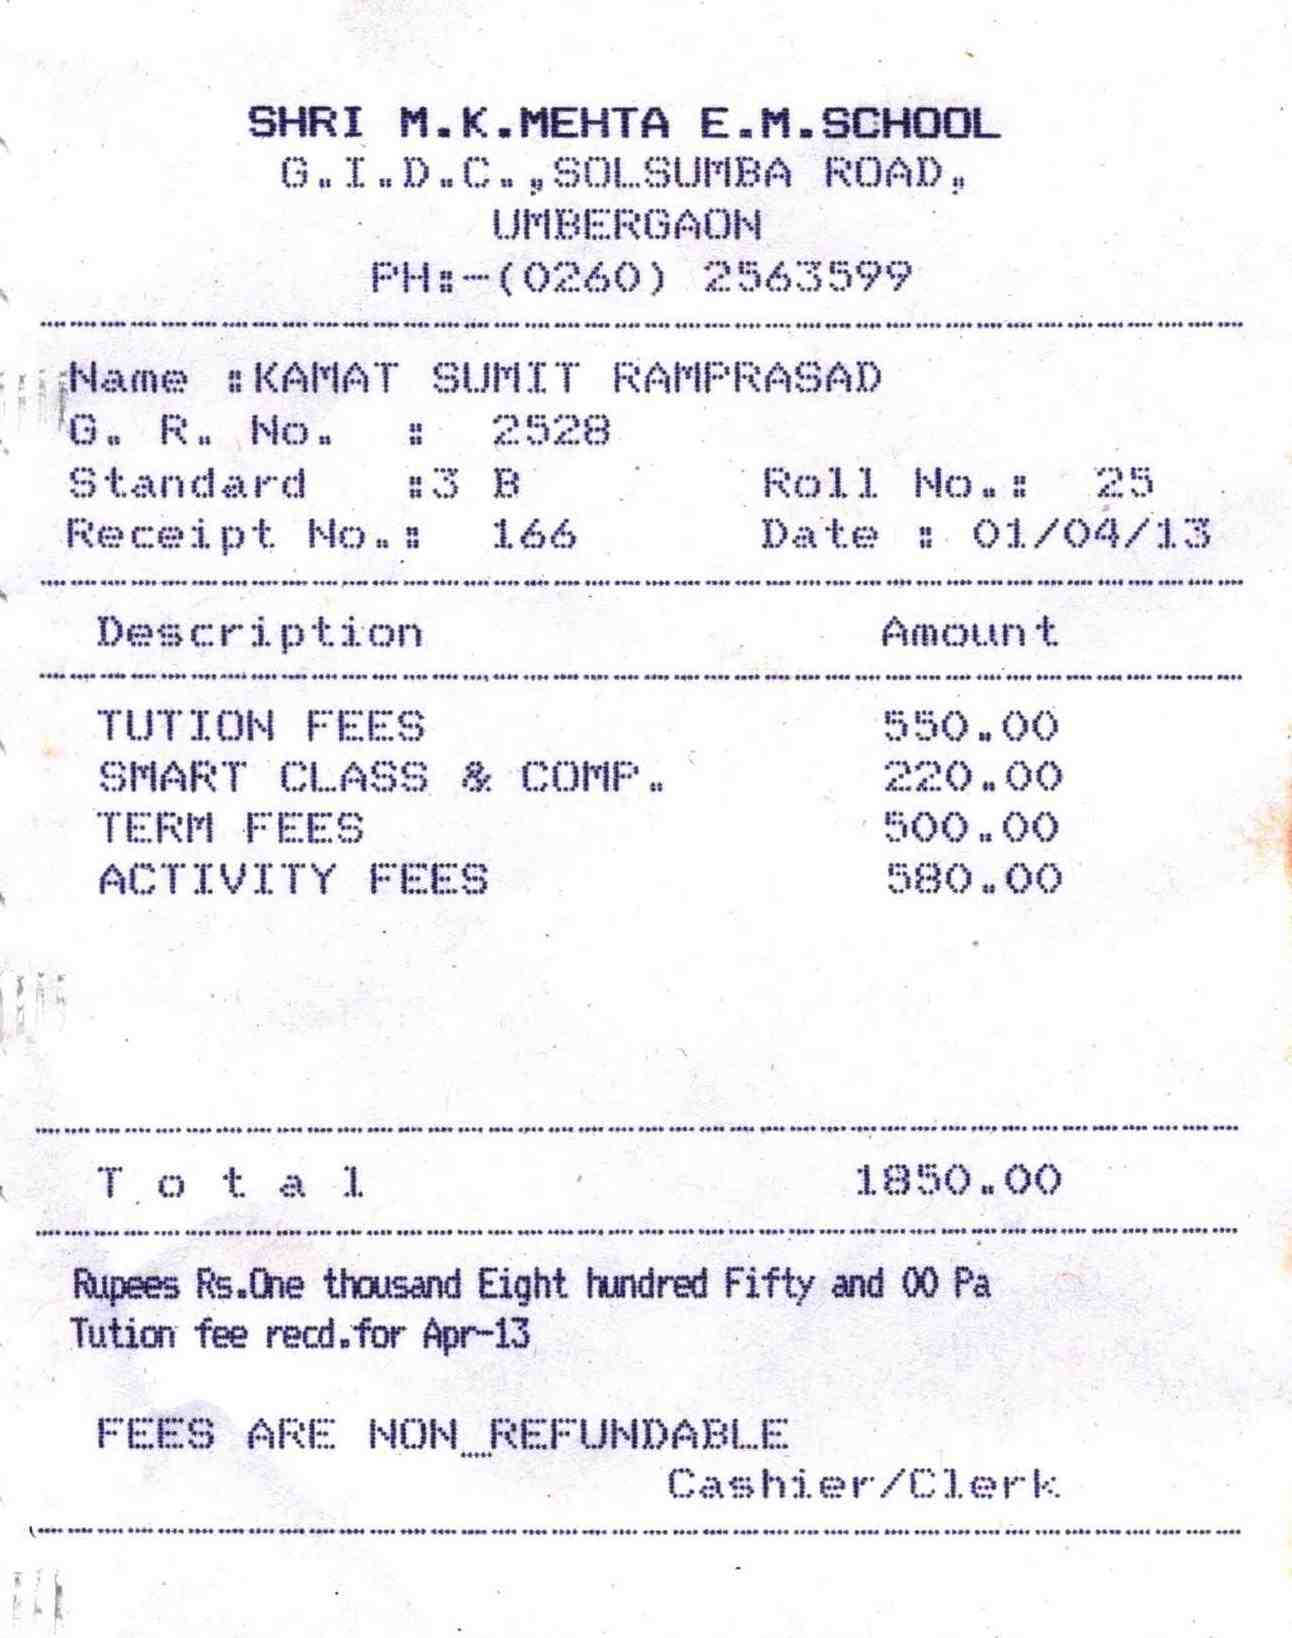 SHRI M.K.MEHTA E.M.SCHOOL
G.I.D.C.,SOLSUMBA ROAD,
UMBERGAON
PH:-(0260) 2563599
Name :KAMAT SUMIT RAMPRASAD
G. R. No. : 2528
Standard :3 B Roll No.: 25
Receipt No.: 166 Date : 01/04/13
Description Amount
TUTION FEES 550.00
SMART CLASS & COMP. 220.00
TERM FEES 500.00
ACTIVITY FEES 580.00
T o t a l 1850.00
Rupees Rs.One thousand Eight hundred Fifty and 00 Pa
Tution fee recd.for Apr-13
FEES ARE NON_REFUNDABLE
Cashier/Clerk